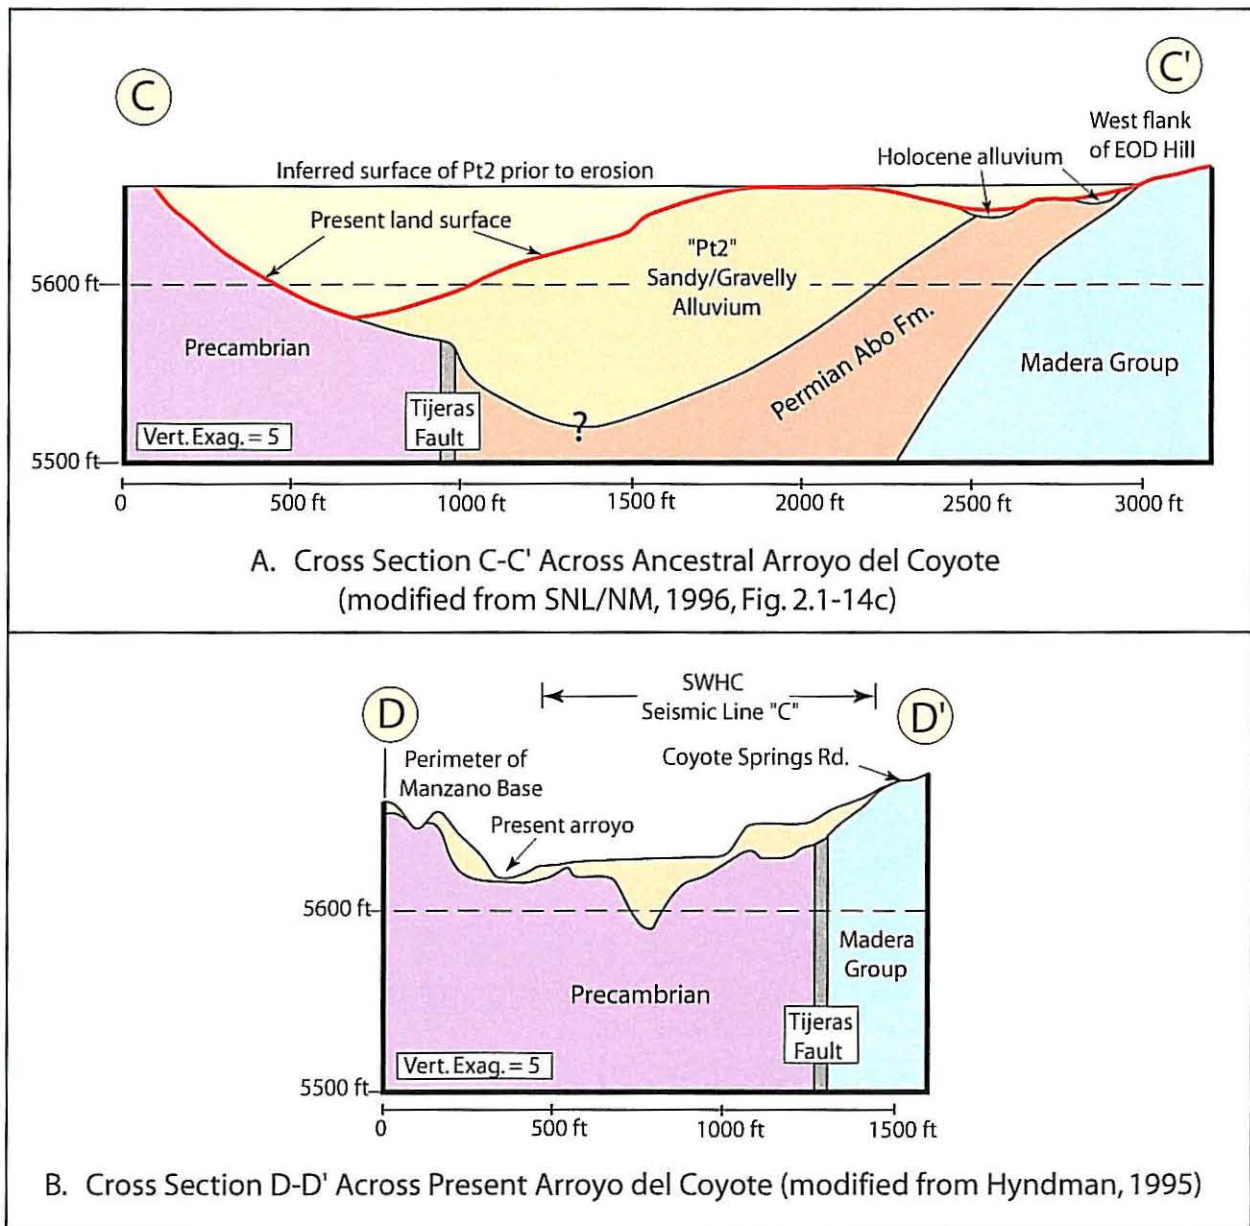 C
C'
West flank
of EOD Hill
Holocene alluvium
Inferred surface of Pt2 prior to erosion
Present land surface
"Pt2"
Sandy/Gravelly
Alluvium
5600 ft
Precambrian
Permian Abo Fm.
Madera Group
Tijeras
Fault
Vert. Exag. = 5
5500 ft
0
500 ft
1000 ft
1500 ft
2000 ft
2500 ft
3000 ft
?
A. Cross Section C-C' Across Ancestral Arroyo del Coyote
(modified from SNL/NM, 1996, Fig. 2.1-14c)
SWHC
Seismic Line "C"
D
D'
Perimeter of
Manzano Base
Coyote Springs Rd.
Present arroyo
5600 ft
Madera
Group
Precambrian
Tijeras
Fault
Vert. Exag. = 5
5500 ft
0
500 ft
1000 ft
1500 ft
B. Cross Section D-D' Across Present Arroyo del Coyote (modified from Hyndman, 1995)